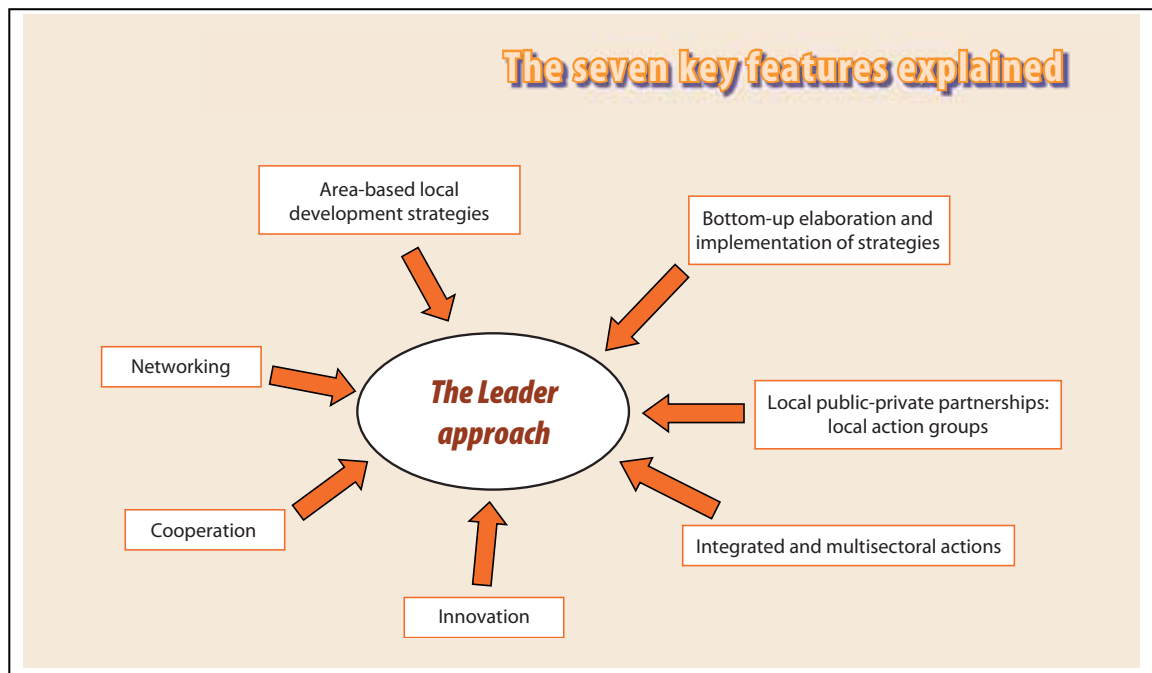 The seven key features explained
Area-based local
development strategies
Bottom-up elaboration and
implementation of strategies
Networking
The Leader
approach
Local public-private partnerships:
local action groups
Cooperation
Integrated and multisectoral actions
Innovation